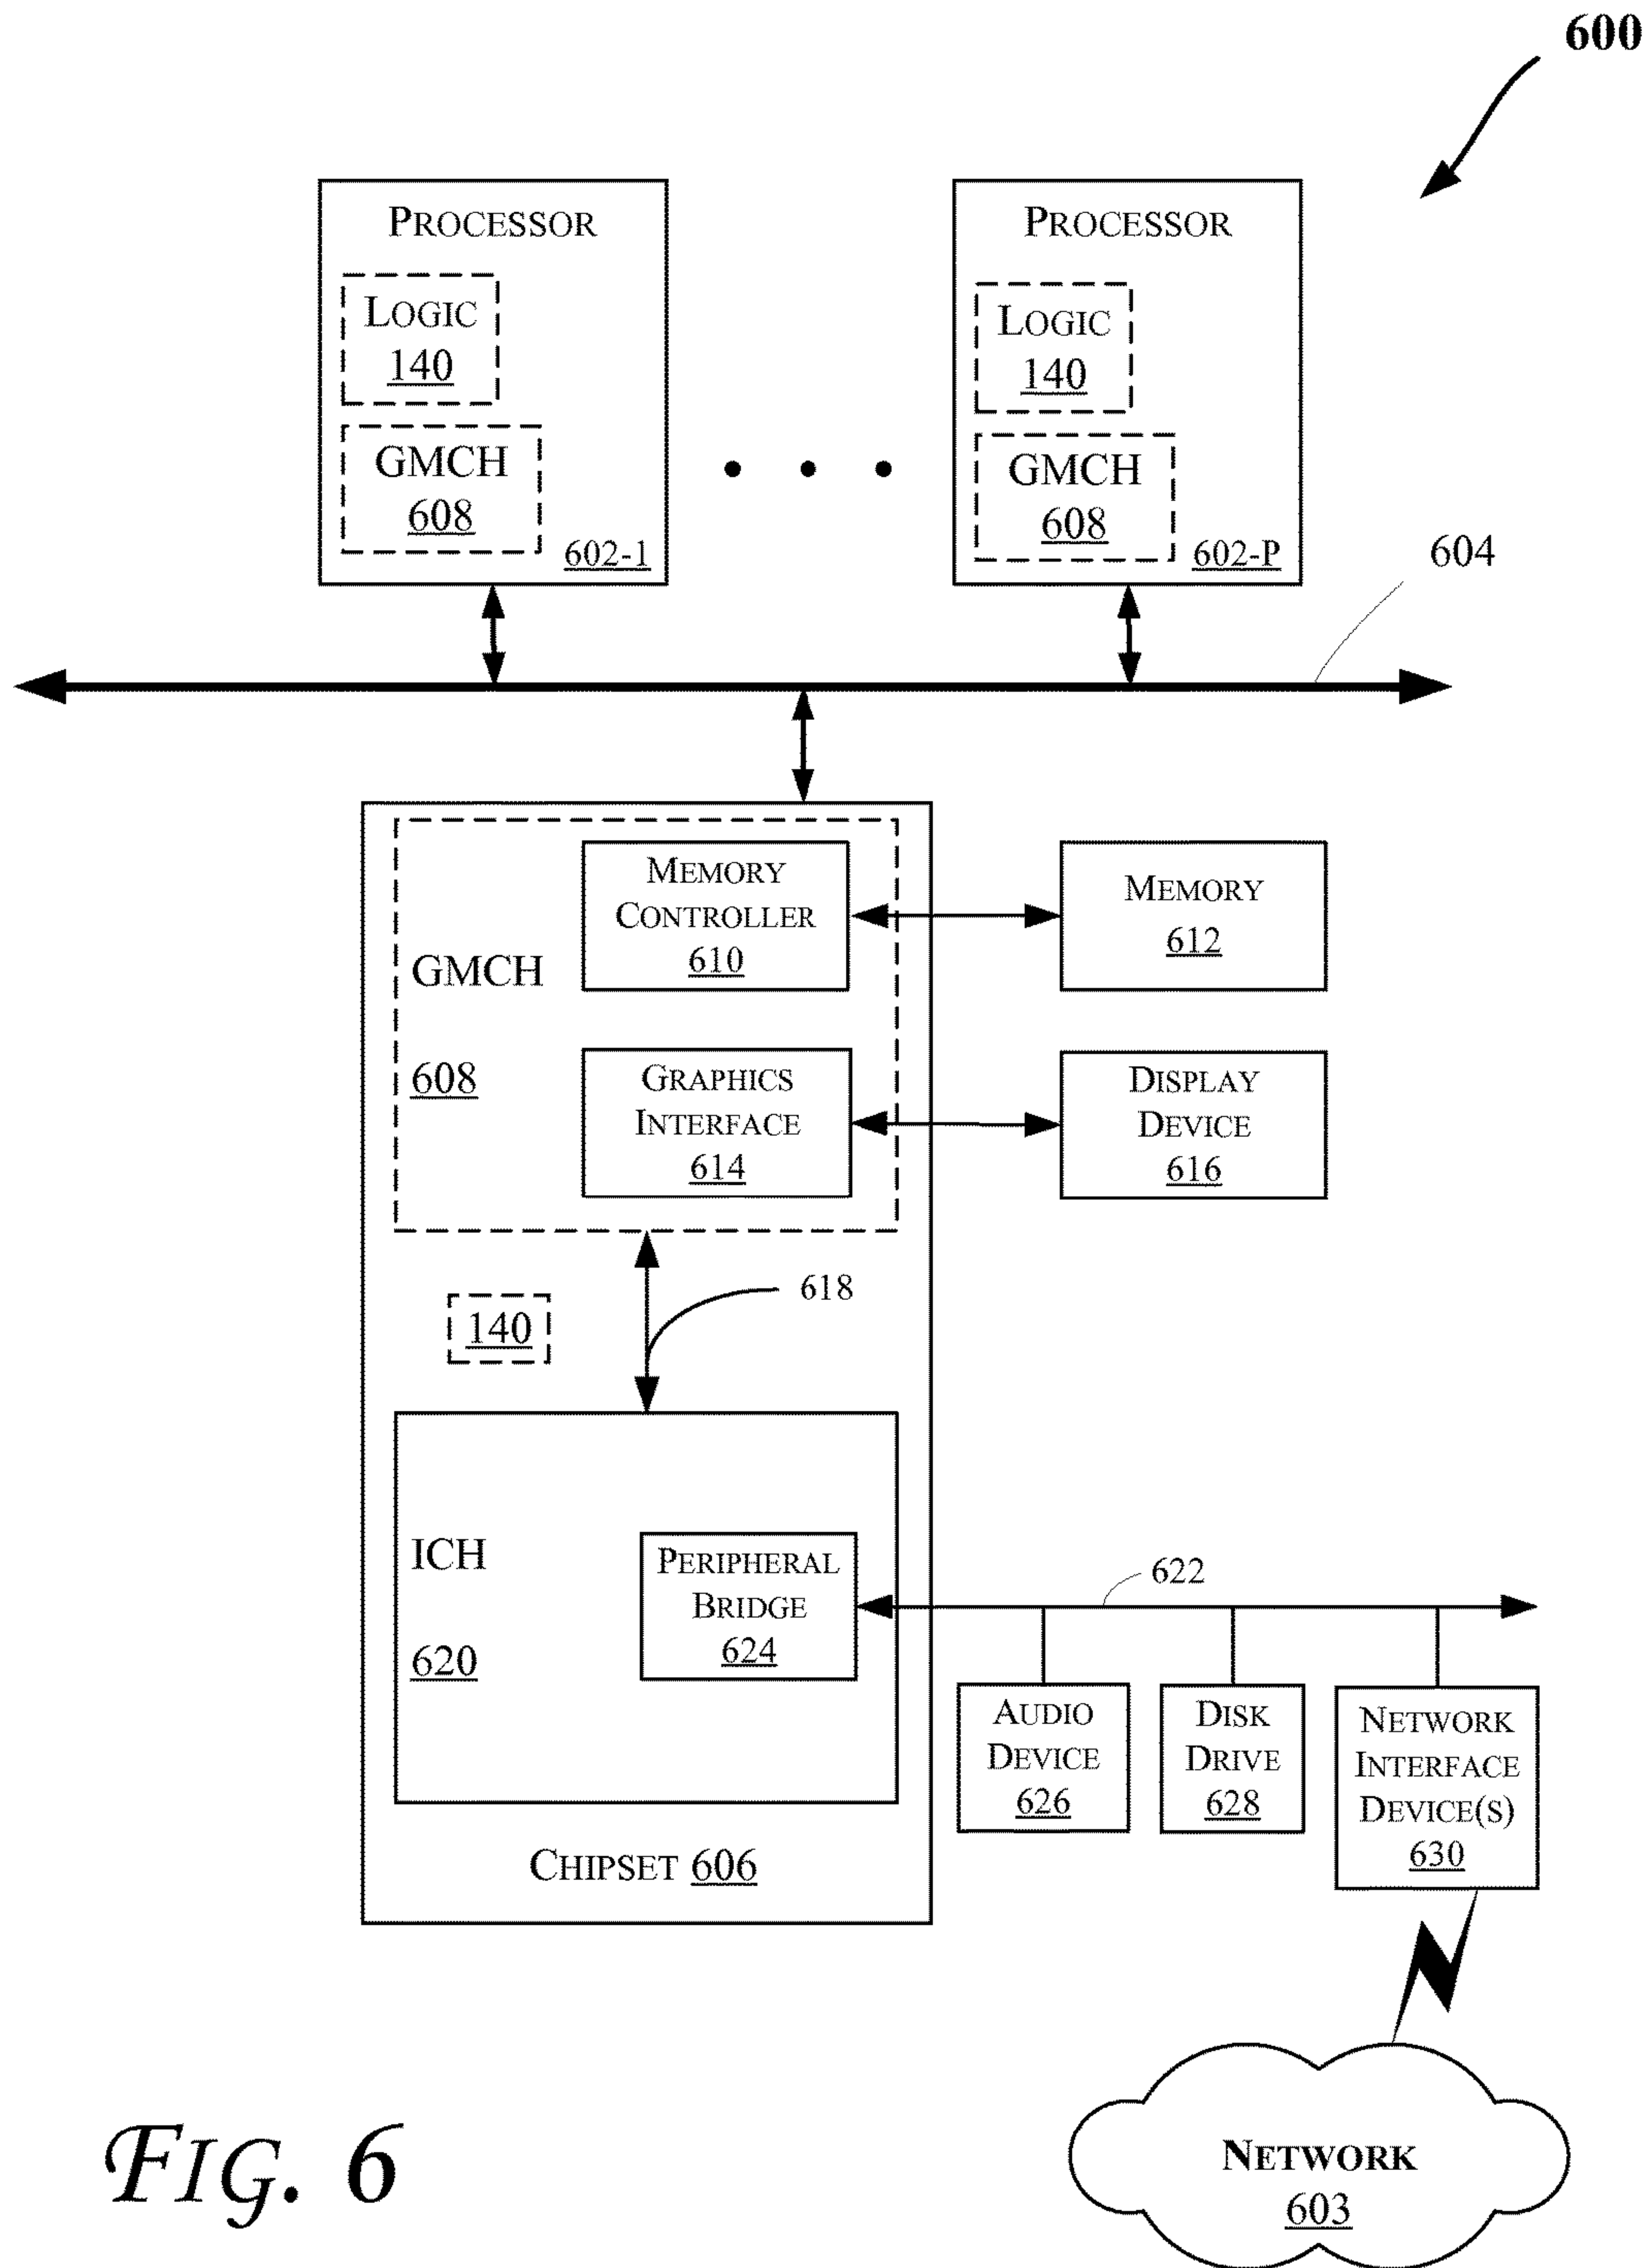 600
PROCESSOR
LOGIC
140
GMCH
608
602-1
PROCESSOR
LOGIC
140
GMCH
608
602-P
604
MEMORY
CONTROLLER
610
MEMORY
612
GMCH
608
GRAPHICS
INTERFACE
614
DISPLAY
DEVICE
616
618
140
ICH
620
PERIPHERAL
BRIDGE
624
622
AUDIO
DEVICE
626
DISK
DRIVE
628
NETWORK
INTERFACE
DEVICE(S)
630
CHIPSET 606
NETWORK
603
FIG. 6